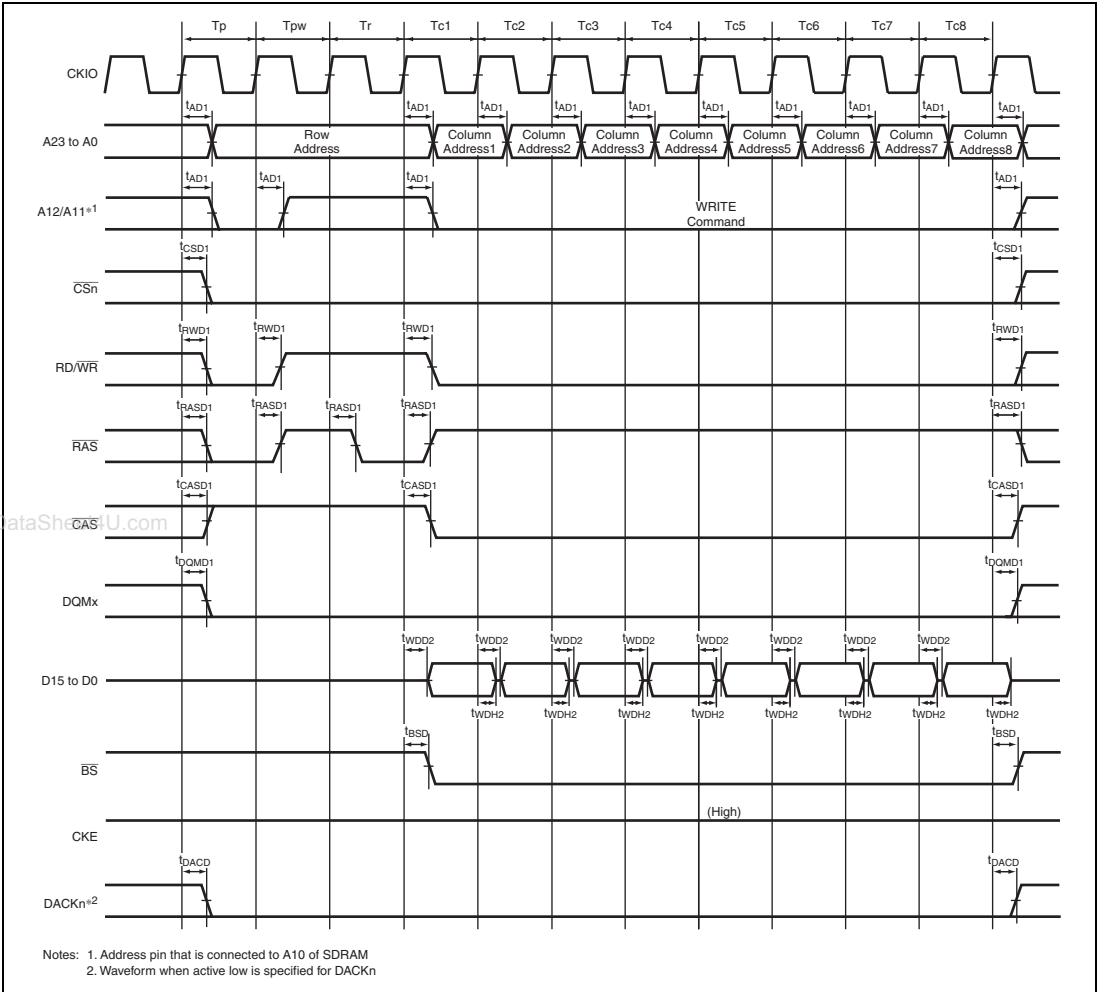 Tp Tpw Tr Tc1 Tc2 Tc3 Tc4 Tc5 Tc6 Tc7 Tc8
CKIO
tAD1 tAD1 tAD1 tAD1 tAD1 tAD1 tAD1 tAD1 tAD1 tAD1
A23 to A0
Row Address
Column Address1
Column Address2
Column Address3
Column Address4
Column Address5
Column Address6
Column Address7
Column Address8
tAD1 tAD1 tAD1 tAD1
A12/A11*1
WRITE
Command
tCSD1 tCSD1
CSn
tRWD1 tRWD1 tRWD1 tRWD1
RD/WR
tRASD1 tRASD1 tRASD1 tRASD1 tRASD1
RAS
tCASD1 tCASD1 tCASD1
CAS
DataSheet4U.com
tDQMD1 tDQMD1
DQMx
tWDD2 tWDD2 tWDD2 tWDD2 tWDD2 tWDD2 tWDD2 tWDD2
D15 to D0
tWDH2 tWDH2 tWDH2 tWDH2 tWDH2 tWDH2 tWDH2 tWDH2
tBSD tBSD
BS
(High)
CKE
tDACD tDACD
DACKn*2
Notes: 1. Address pin that is connected to A10 of SDRAM
2. Waveform when active low is specified for DACKn